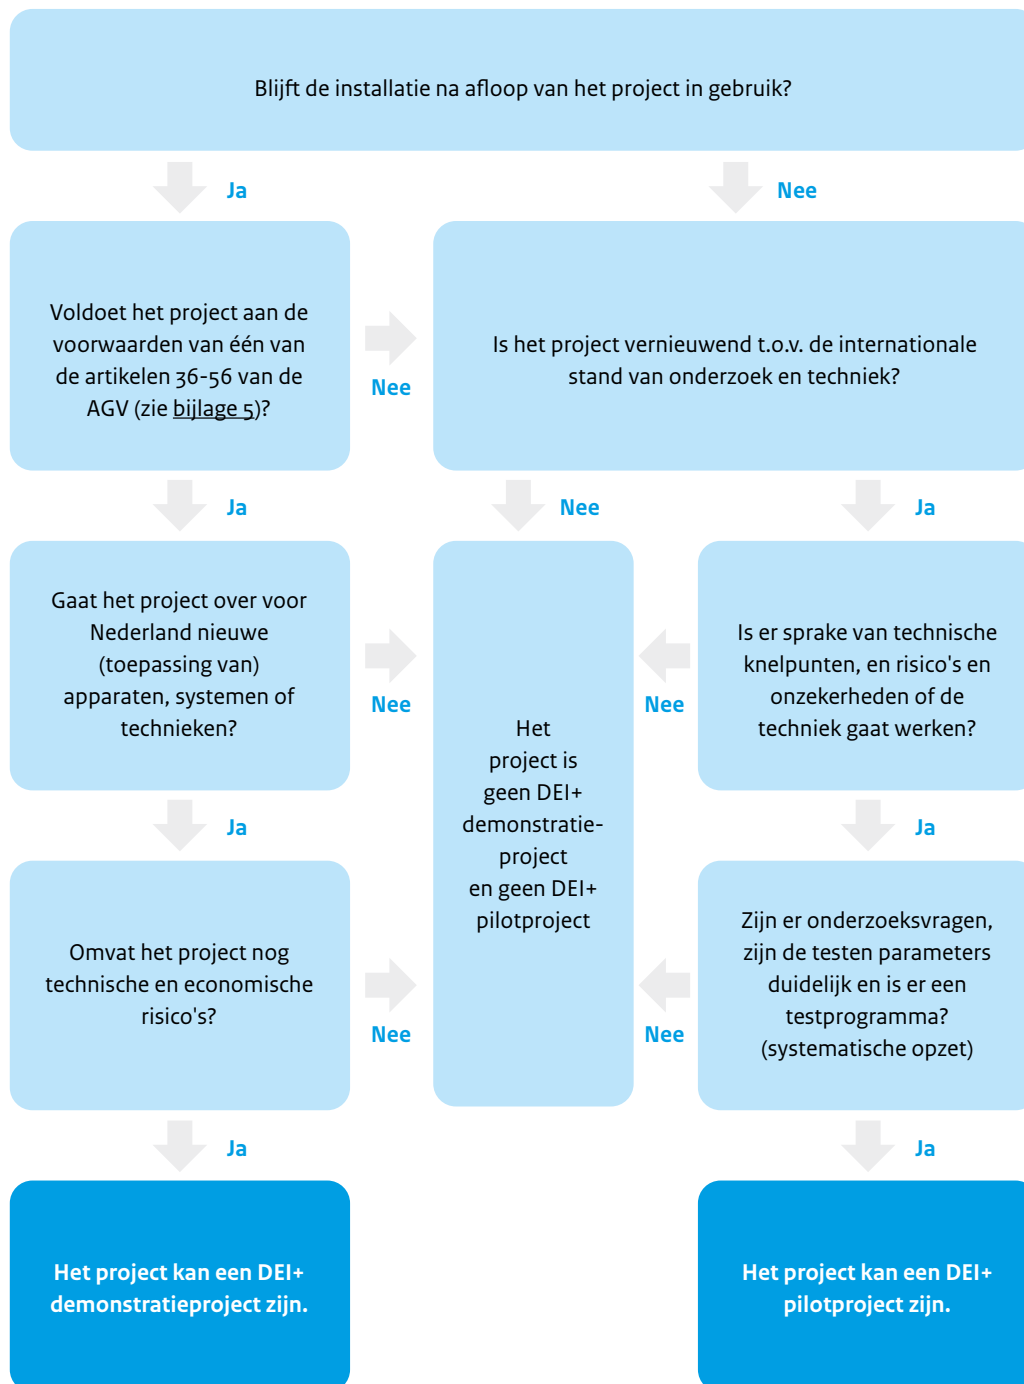 Blijft de installatie na afloop van het project in gebruik?
Ja
Nee
Voldoet het project aan de
voorwaarden van één van
de artikelen 36-56 van de
AGV (zie bijlage 5)?
Nee
Is het project vernieuwend t.o.v. de internationale
stand van onderzoek en techniek?
Ja
Nee
Ja
Gaat het project over voor
Nederland nieuwe
(toepassing van)
apparaten, systemen of
technieken?
Nee
Het
project is
geen DEI+
demonstratie-
project
en geen DEI+
pilotproject
Nee
Is er sprake van technische
knelpunten, en risico's en
onzekerheden of de
techniek gaat werken?
Ja
Ja
Omvat het project nog
technische en economische
risico's?
Nee
Nee
Zijn er onderzoeksvragen,
zijn de testen parameters
duidelijk en is er een
testprogramma?
(systematische opzet)
Ja
Ja
Het project kan een DEI+
demonstratieproject zijn.
Het project kan een DEI+
pilotproject zijn.